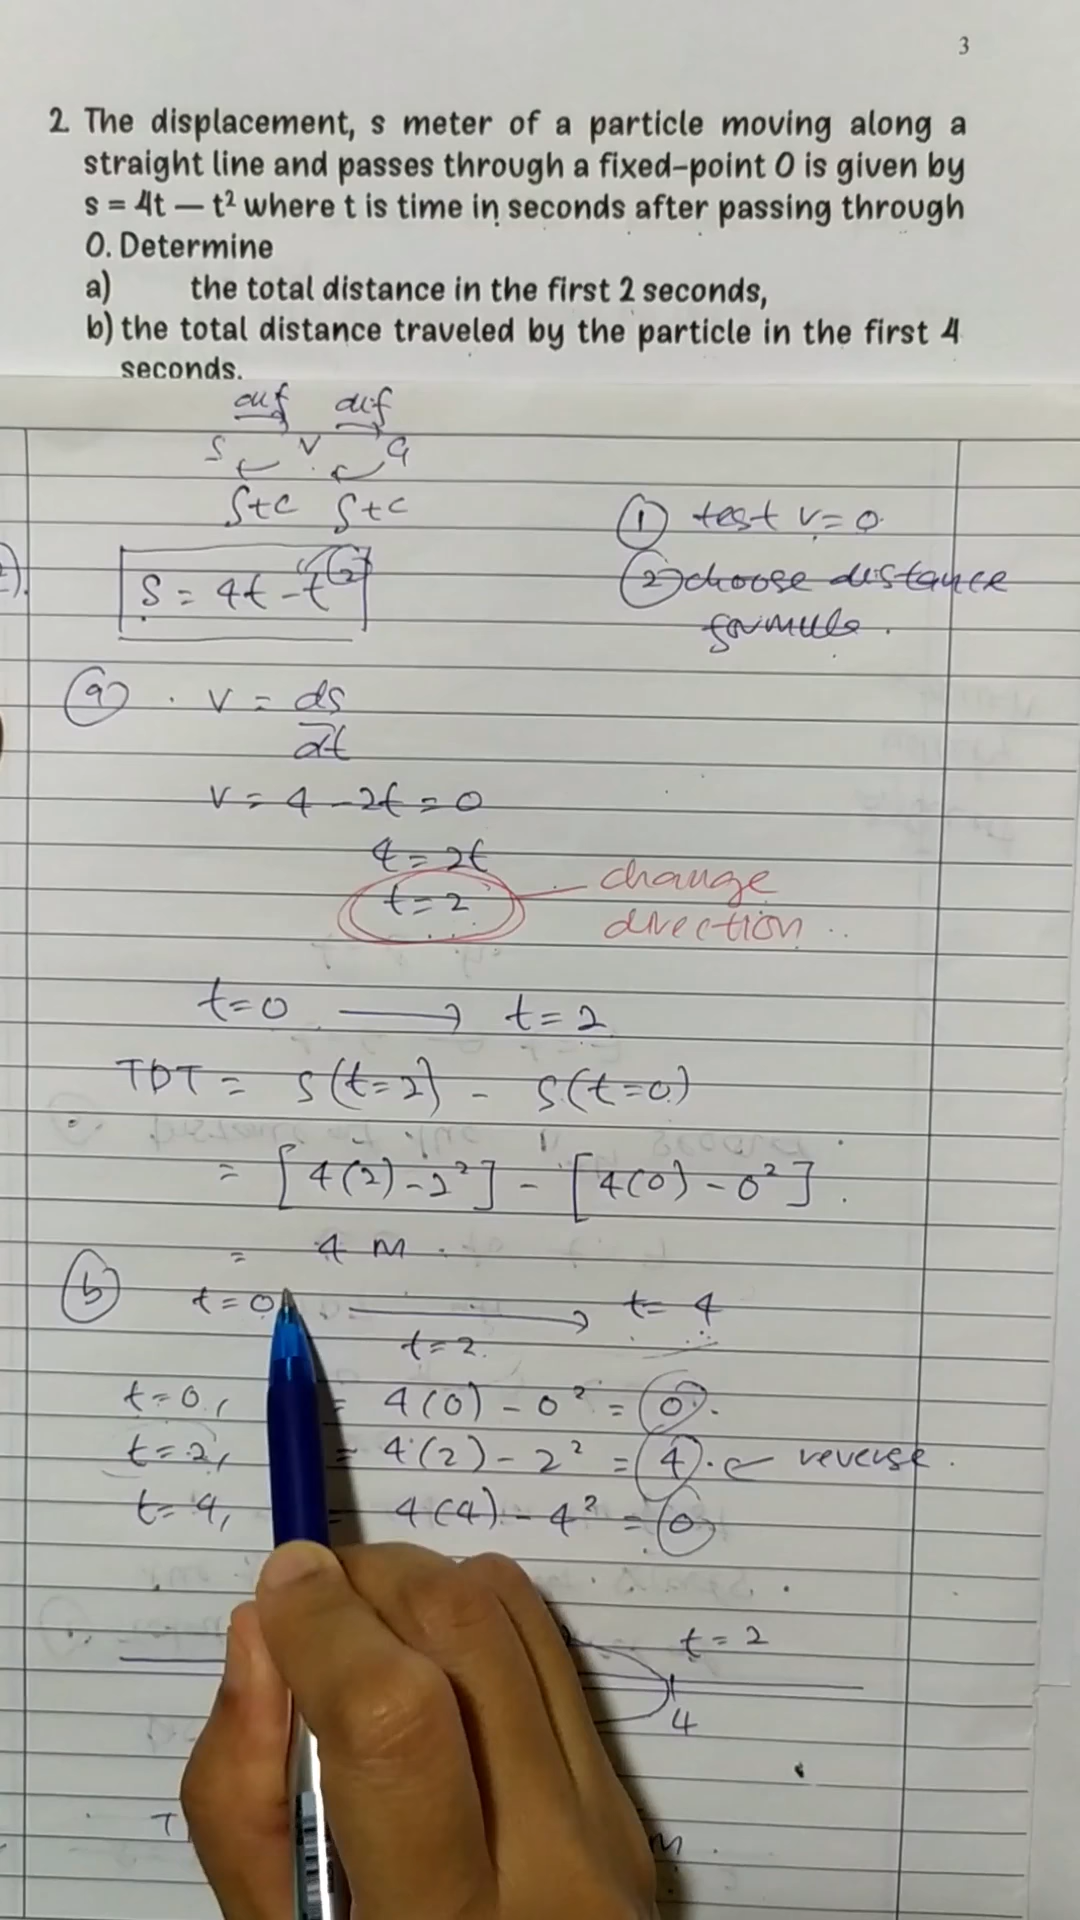 3
2. The displacement, s meter of a particle moving along a
straight line and passes through a fixed-point O is given by
s = 4t — t² where t is time in seconds after passing through
O. Determine
a) the total distance in the first 2 seconds,
b) the total distance traveled by the particle in the first 4
seconds.
dif dif
s v a
∫+c ∫+c
① test v=0
② choose distance
formula.
S = 4t - t²
ⓐ v = ds/dt
v = 4 - 2t = 0
4 = 2t
t = 2
change
direction
t=0 → t=2
TDT = s(t=2) - s(t=0)
= [4(2)-2²] - [4(0)-0²]
= 4 m
ⓑ t=0 → t=4
t=2
t=0, = 4(0) - 0² = 0
t=2, = 4(2) - 2² = 4 ← reverse
t=4, = 4(4) - 4² = 0
t=2
4
T
m